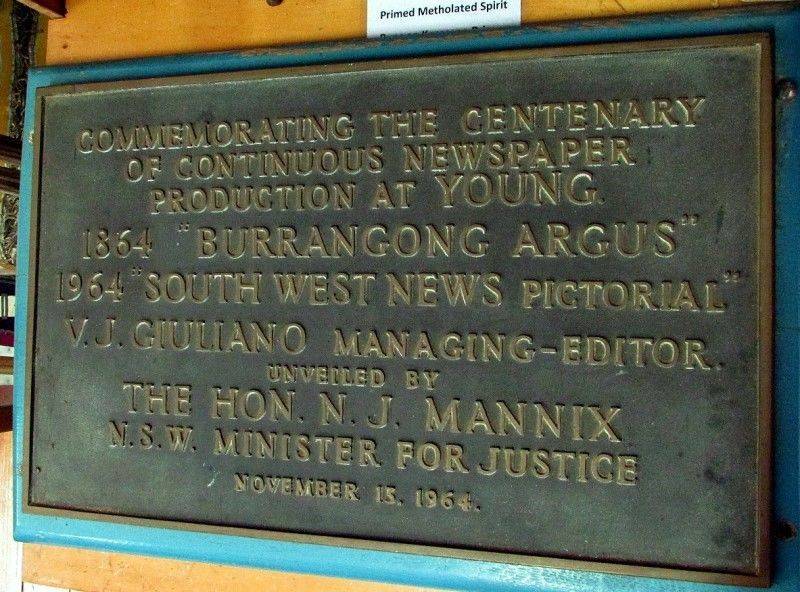 Primed Metholated Spirit
COMMEMORATING THE CENTENARY
OF CONTINUOUS NEWSPAPER
PRODUCTION AT YOUNG.
1864 "BURRANGONG ARGUS"
1964 "SOUTH WEST NEWS PICTORIAL"
V. J. GIULIANO MANAGING-EDITOR.
UNVEILED BY
THE HON. N. J. MANNIX
N.S.W. MINISTER FOR JUSTICE
NOVEMBER 15, 1964.